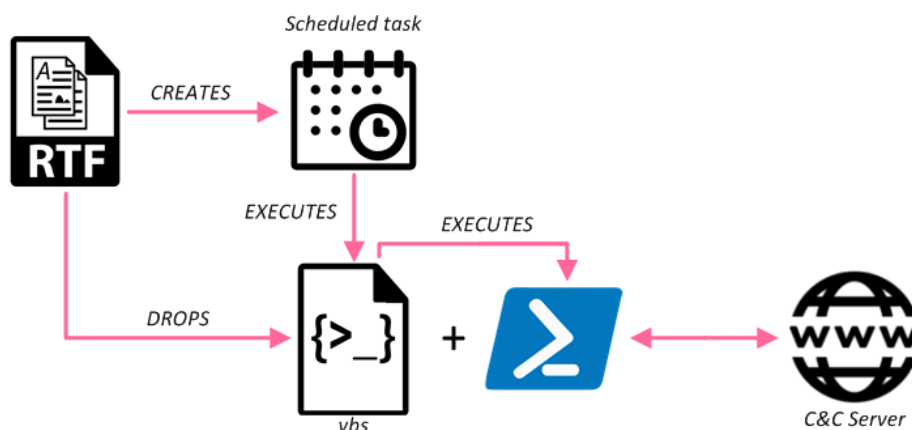 Scheduled task
A
RTF
CREATES
EXECUTES
EXECUTES
DROPS
{>_}
+
vbs
WWW
C&C Server